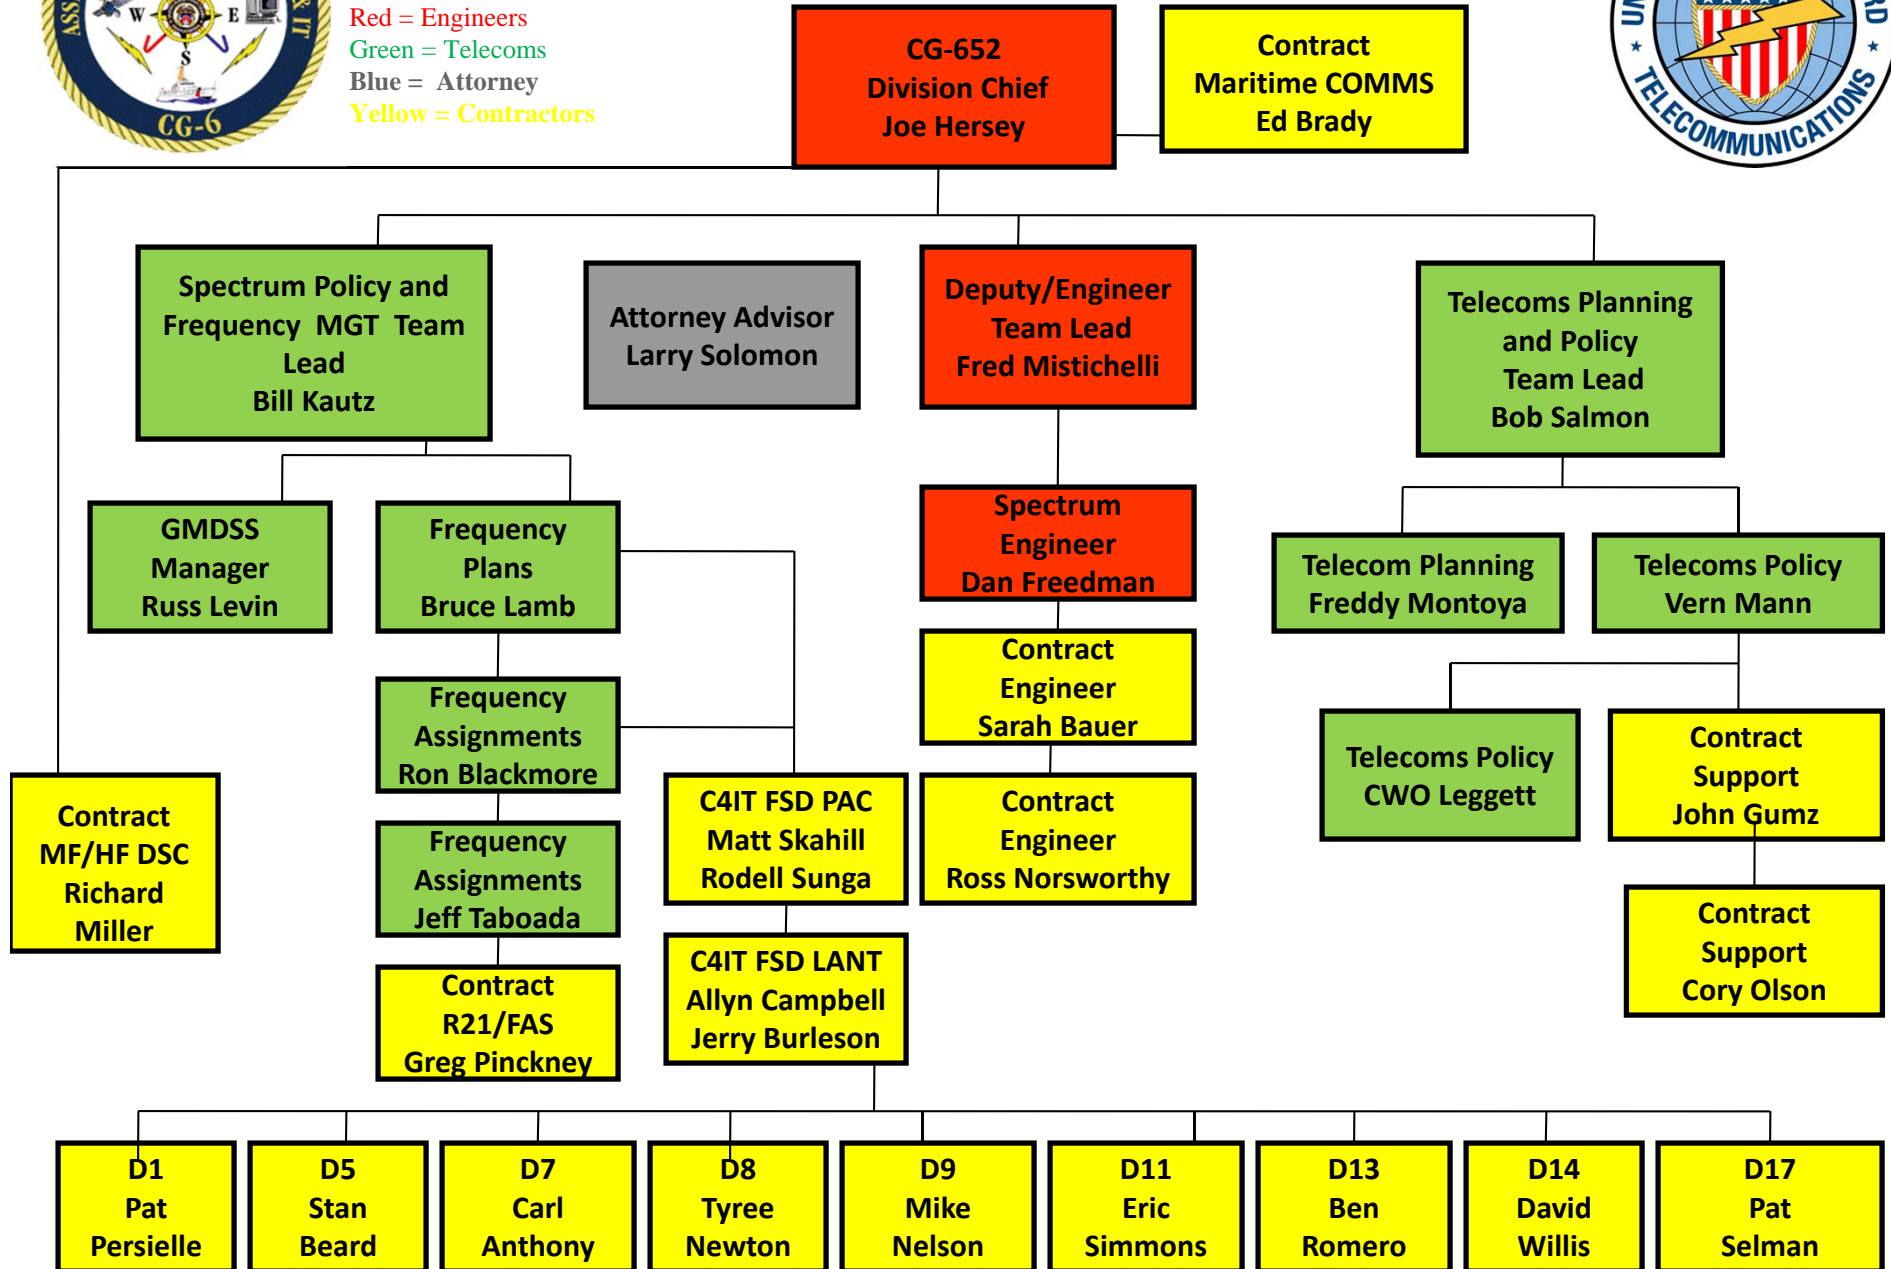 W
E
S
CG-6
& IT
Red = Engineers
Green = Telecoms
Blue = Attorney
Yellow = Contractors
CG-652
Division Chief
Joe Hersey
Contract
Maritime COMMS
Ed Brady
TELECOMMUNICATIONS
Spectrum Policy and
Frequency MGT Team
Lead
Bill Kautz
Attorney Advisor
Larry Solomon
Deputy/Engineer
Team Lead
Fred Mistichelli
Telecoms Planning
and Policy
Team Lead
Bob Salmon
GMDSS
Manager
Russ Levin
Frequency
Plans
Bruce Lamb
Spectrum
Engineer
Dan Freedman
Telecom Planning
Freddy Montoya
Telecoms Policy
Vern Mann
Frequency
Assignments
Ron Blackmore
Contract
Engineer
Sarah Bauer
Telecoms Policy
CWO Leggett
Contract
Support
John Gumz
Contract
MF/HF DSC
Richard
Miller
Frequency
Assignments
Jeff Taboada
C4IT FSD PAC
Matt Skahill
Rodell Sunga
Contract
Engineer
Ross Norsworthy
Contract
Support
Cory Olson
Contract
R21/FAS
Greg Pinckney
C4IT FSD LANT
Allyn Campbell
Jerry Burleson
D1
Pat
Persielle
D5
Stan
Beard
D7
Carl
Anthony
D8
Tyree
Newton
D9
Mike
Nelson
D11
Eric
Simmons
D13
Ben
Romero
D14
David
Willis
D17
Pat
Selman